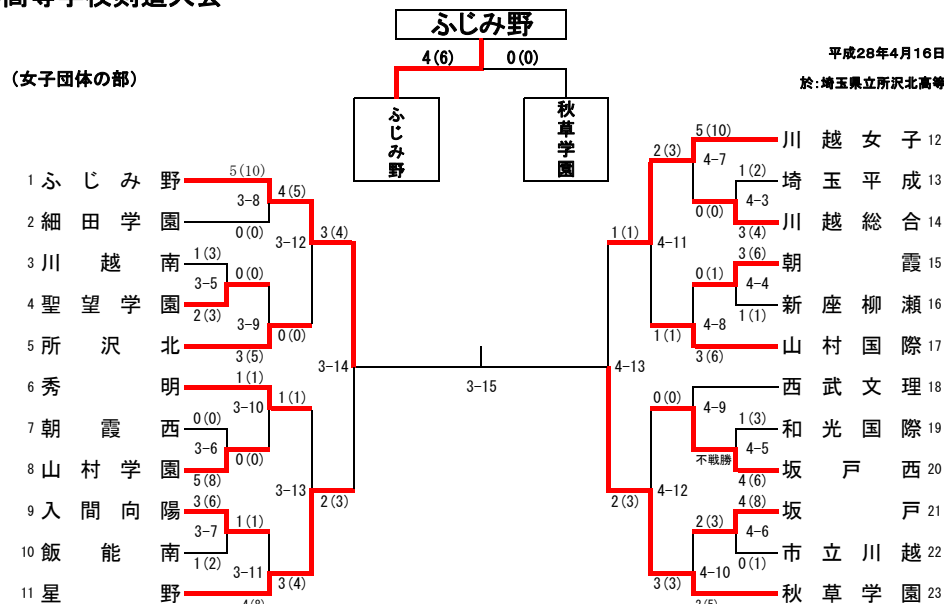 高等学校剣道大会
ふじみ野
4(6) 0(0)
平成28年4月16日
(女子団体の部)
於:埼玉県立所沢北高等
ふじみ野
秋草学園
1 ふじみ野 5(10)
3-8 4(5)
2 細田学園 0(0)
3-12 3(4)
3 川越南 1(3)
3-5 0(0)
4 聖望学園 2(3)
3-9 0(0)
5 所沢北 3(5)
3-14
6 秀明 1(1)
3-10 1(1)
7 朝霞西 0(0)
3-6 0(0)
8 山村学園 5(8)
3-13 2(3)
9 入間向陽 3(6)
3-7 1(1)
10 飯能南 1(2)
3-11 3(4)
11 星野
3-15
5(10) 川越女子 12
2(3) 4-7
1(2) 埼玉平成 13
0(0) 4-3
3(4) 川越総合 14
1(1) 4-11
3(6) 朝霞 15
0(1) 4-4
1(1) 新座柳瀬 16
1(1) 4-8
3(6) 山村国際 17
4-13
西武文理 18
0(0) 4-9
1(3) 和光国際 19
不戦勝 4-5
4(6) 坂戸西 20
2(3) 4-12
4(8) 坂戸 21
2(3) 4-6
0(1) 市立川越 22
3(3) 4-10
秋草学園 23